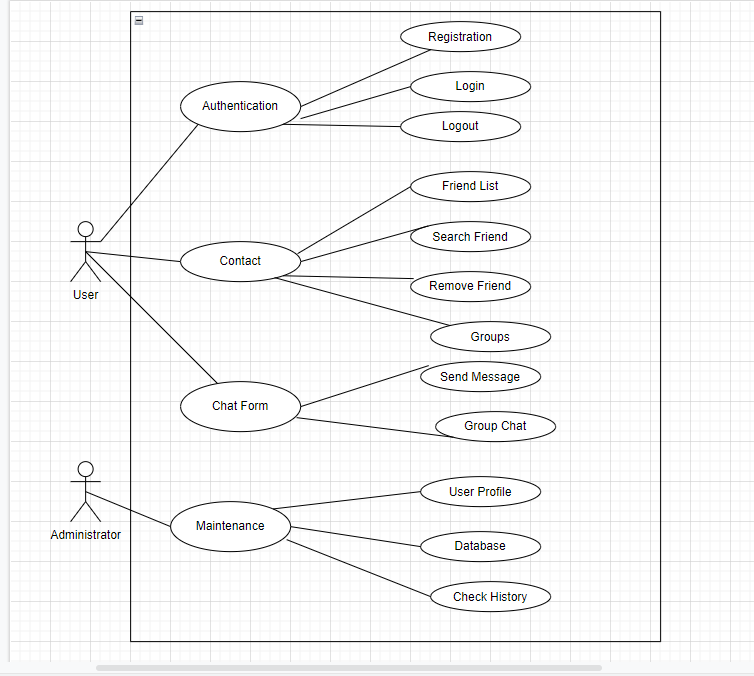 Registration
Authentication
Login
Logout
Friend List
Search Friend
Contact
Remove Friend
User
Groups
Send Message
Chat Form
Group Chat
User Profile
Maintenance
Administrator
Database
Check History